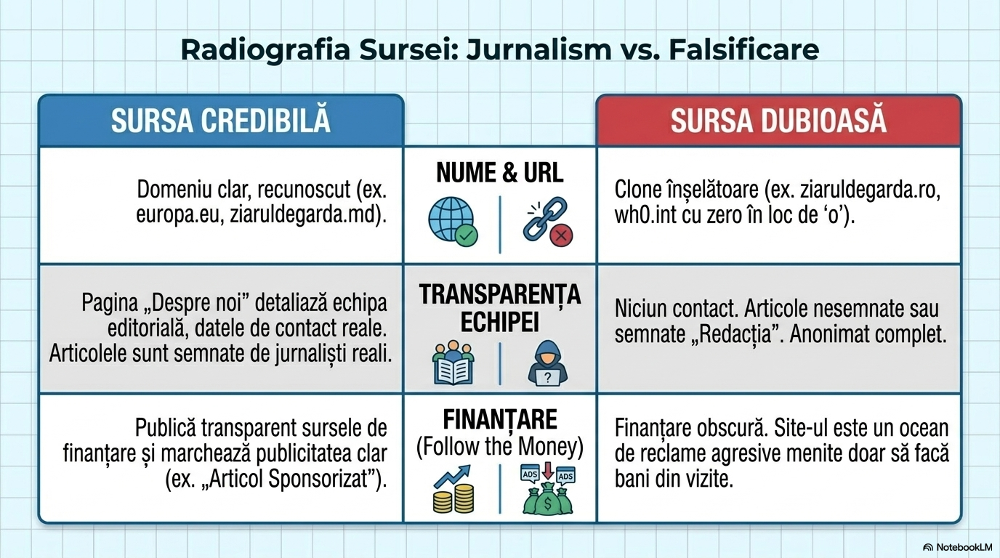 Radiografia Sursei: Jurnalism vs. Falsificare
SURSA CREDIBILĂ
SURSA DUBIOASĂ
NUME & URL
Domeniu clar, recunoscut (ex.
europa.eu, ziaruldegarda.md).
Clone înșelătoare (ex. ziaruldegarda.ro,
wh0.int cu zero în loc de ‘o’).
TRANSPARENȚA
ECHIPEI
Pagina „Despre noi” detaliază echipa
editorială, datele de contact reale.
Articolele sunt semnate de jurnaliști reali.
Niciun contact. Articole nesemnate sau
semnate „Redacția”. Anonimat complet.
?
FINANȚARE
(Follow the Money)
Publică transparent sursele de
finanțare și marchează publicitatea clar
(ex. „Articol Sponsorizat”).
ADS
ADS
$
Finanțare obscură. Site-ul este un ocean
de reclame agresive menite doar să facă
bani din vizite.
NotebookLM